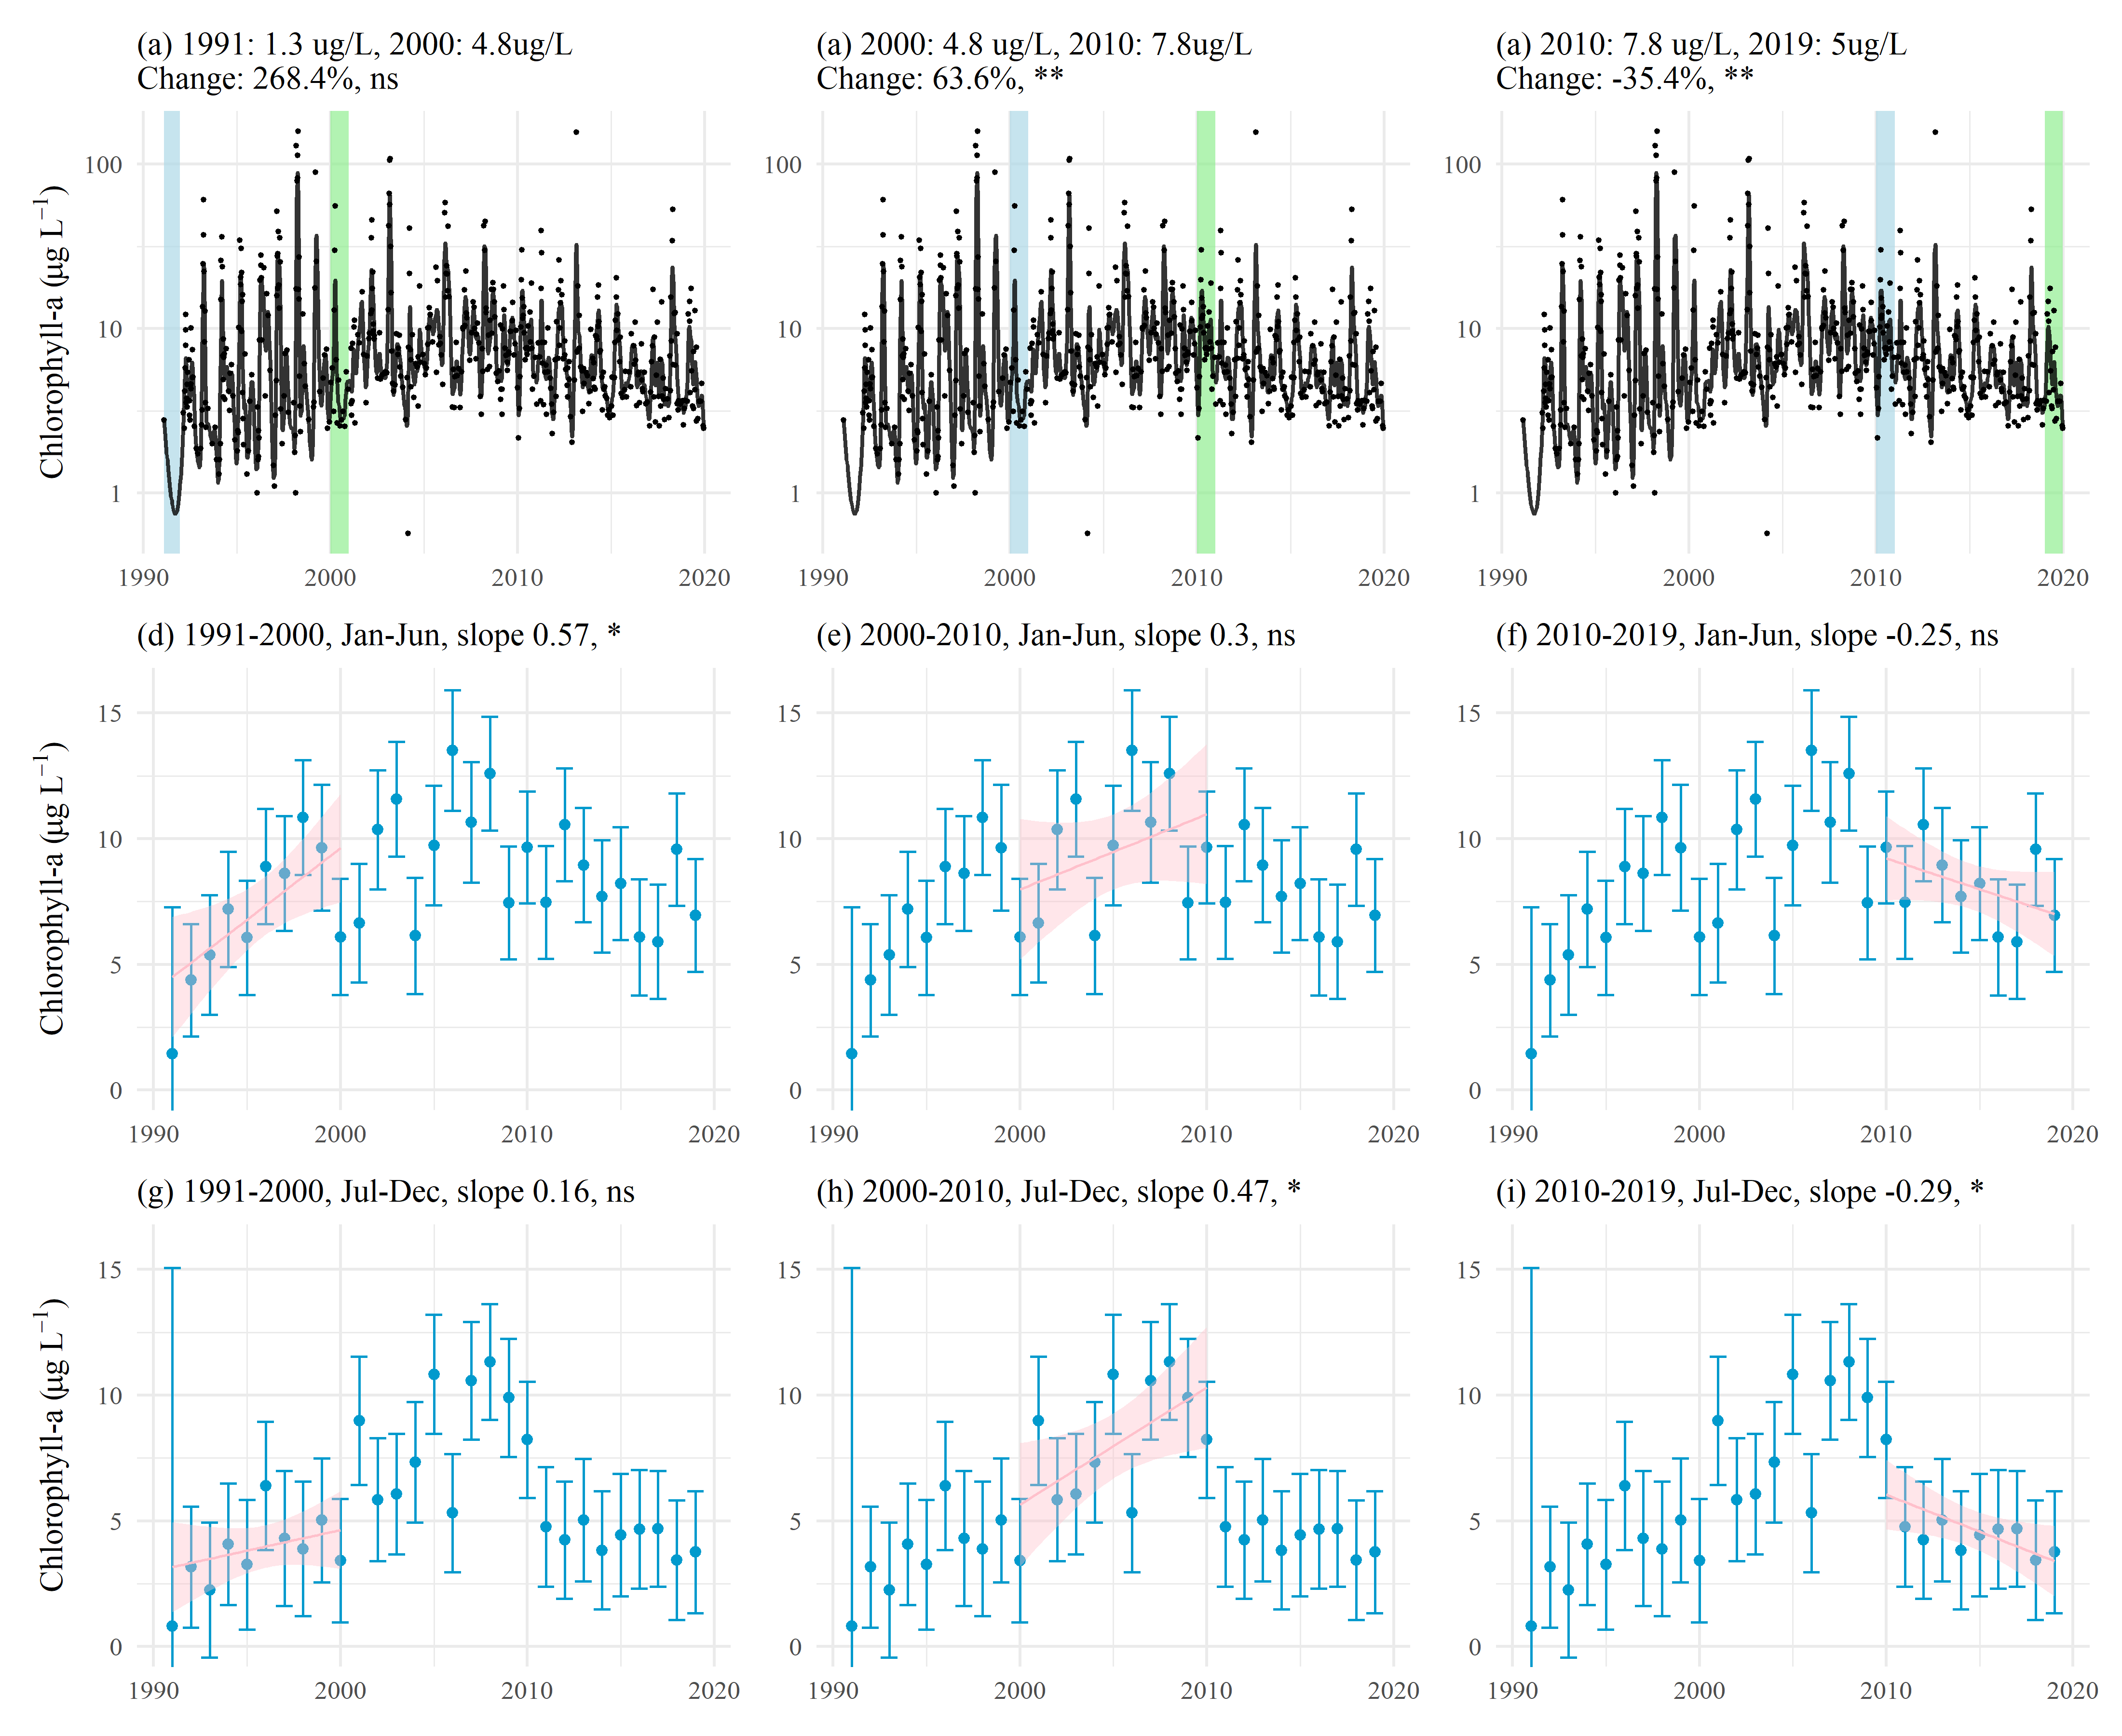 (a) 1991: 1.3 ug/L, 2000: 4.8ug/L
Change: 268.4%, ns
(a) 2000: 4.8 ug/L, 2010: 7.8ug/L
Change: 63.6%, **
(a) 2010: 7.8 ug/L, 2019: 5ug/L
Change: -35.4%, **
Chlorophyll-a (µg L⁻¹)
100
10
1
1990 2000 2010 2020
100
10
1
1990 2000 2010 2020
100
10
1
1990 2000 2010 2020
(d) 1991-2000, Jan-Jun, slope 0.57, *
(e) 2000-2010, Jan-Jun, slope 0.3, ns
(f) 2010-2019, Jan-Jun, slope -0.25, ns
Chlorophyll-a (µg L⁻¹)
15
10
5
0
1990 2000 2010 2020
15
10
5
0
1990 2000 2010 2020
15
10
5
0
1990 2000 2010 2020
(g) 1991-2000, Jul-Dec, slope 0.16, ns
(h) 2000-2010, Jul-Dec, slope 0.47, *
(i) 2010-2019, Jul-Dec, slope -0.29, *
Chlorophyll-a (µg L⁻¹)
15
10
5
0
1990 2000 2010 2020
15
10
5
0
1990 2000 2010 2020
15
10
5
0
1990 2000 2010 2020